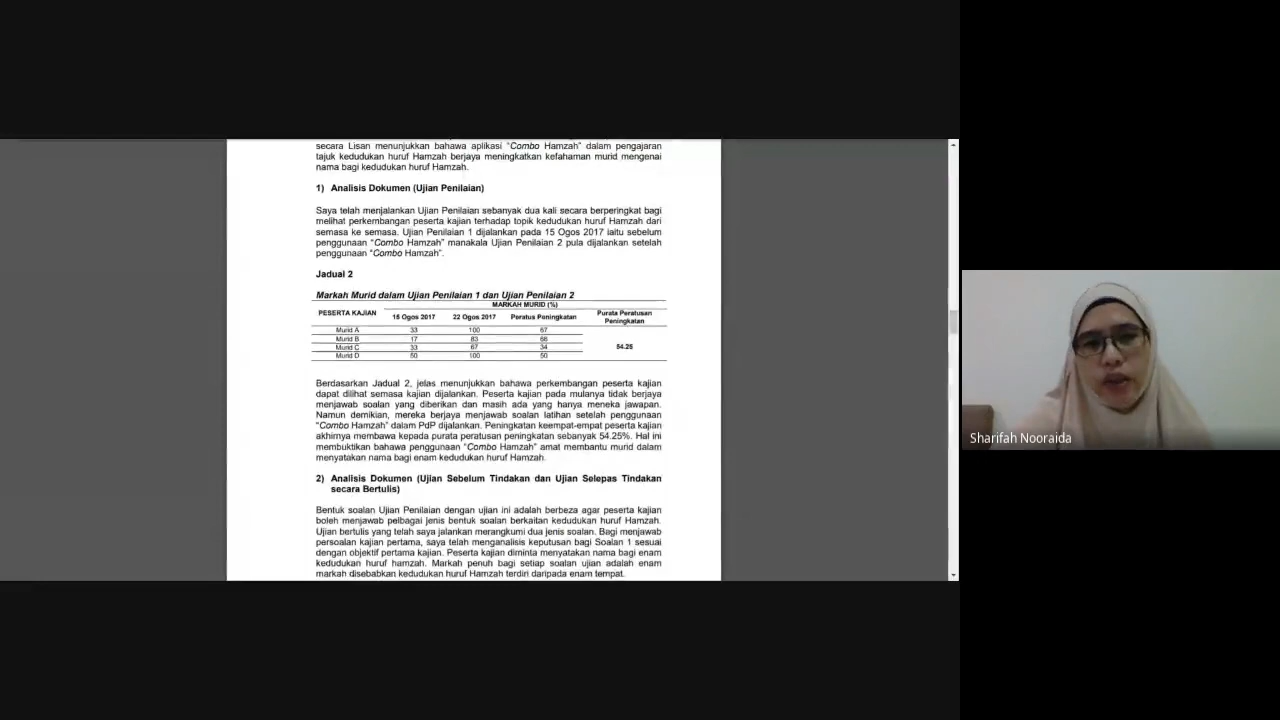 secara Lisan menunjukkan bahawa aplikasi "Combo Hamzah" dalam pengajaran
tajuk kedudukan huruf Hamzah berjaya meningkatkan kefahaman murid mengenai
nama bagi kedudukan huruf Hamzah.
1) Analisis Dokumen (Ujian Penilaian)
Saya telah menjalankan Ujian Penilaian sebanyak dua kali secara berperingkat bagi
melihat perkembangan peserta kajian terhadap topik kedudukan huruf Hamzah dari
semasa ke semasa. Ujian Penilaian 1 dijalankan pada 15 Ogos 2017 iaitu sebelum
penggunaan "Combo Hamzah" manakala Ujian Penilaian 2 pula dijalankan setelah
penggunaan "Combo Hamzah".
Jadual 2
Markah Murid dalam Ujian Penilaian 1 dan Ujian Penilaian 2
PESERTA KAJIAN MARKAH MURID (%) Purata Peratusan
15 Ogos 2017 22 Ogos 2017 Peratus Peningkatan Peningkatan
Murid A 33 100 67
Murid B 17 83 66
Murid C 33 67 34 54.25
Murid D 50 100 50
Berdasarkan Jadual 2, jelas menunjukkan bahawa perkembangan peserta kajian
dapat dilihat semasa kajian dijalankan. Peserta kajian pada mulanya tidak berjaya
menjawab soalan yang diberikan dan masih ada yang hanya meneka jawapan.
Namun demikian, mereka berjaya menjawab soalan latihan setelah penggunaan
"Combo Hamzah" dalam PdP dijalankan. Peningkatan keempat-empat peserta kajian
akhirnya membawa kepada purata peratusan peningkatan sebanyak 54.25%. Hal ini
membuktikan bahawa penggunaan "Combo Hamzah" amat membantu murid dalam
menyatakan nama bagi enam kedudukan huruf Hamzah.
2) Analisis Dokumen (Ujian Sebelum Tindakan dan Ujian Selepas Tindakan
secara Bertulis)
Bentuk soalan Ujian Penilaian dengan ujian ini adalah berbeza agar peserta kajian
boleh menjawab pelbagai jenis bentuk soalan berkaitan kedudukan huruf Hamzah.
Ujian bertulis yang telah saya jalankan merangkumi dua jenis soalan. Bagi menjawab
persoalan kajian pertama, saya telah menganalisis keputusan bagi Soalan 1 sesuai
dengan objektif pertama kajian. Peserta kajian diminta menyatakan nama bagi enam
kedudukan huruf hamzah. Markah penuh bagi setiap soalan ujian adalah enam
markah disebabkan kedudukan huruf Hamzah terdiri daripada enam tempat.
Sharifah Nooraida